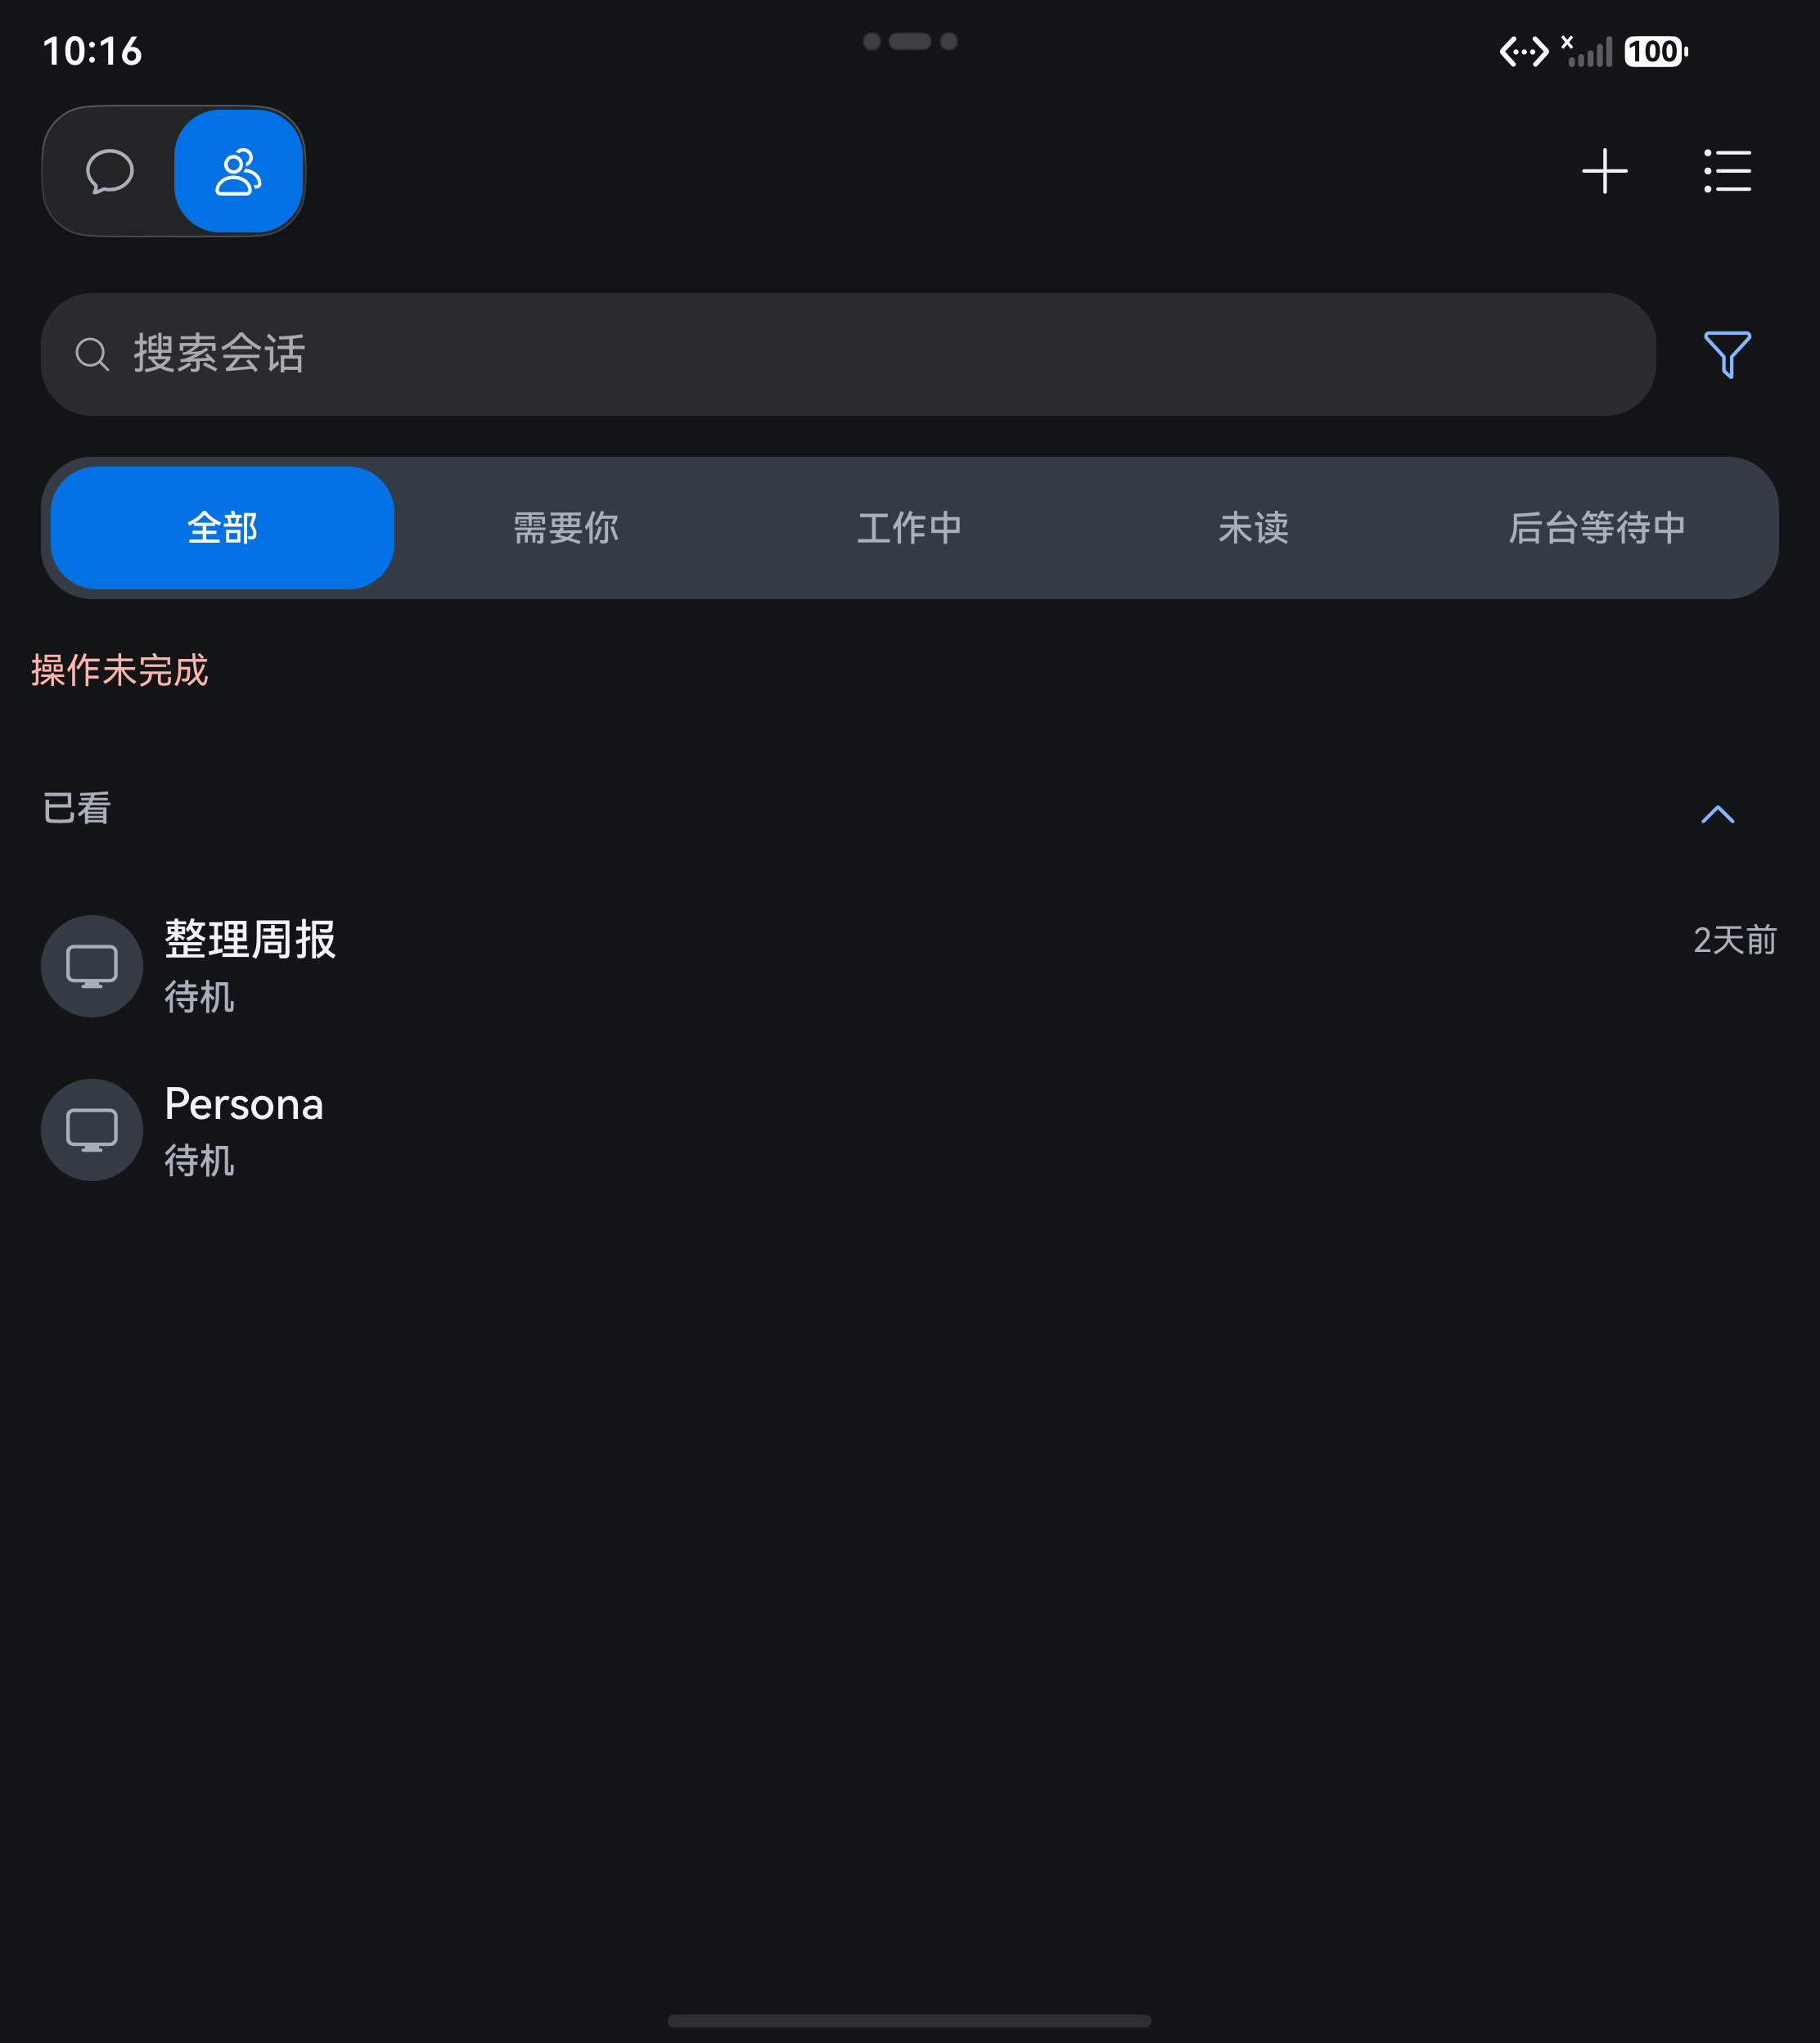 10:16
100
搜索会话
全部 需要你 工作中 未读 后台等待中
操作未完成
已看
整理周报 2天前
待机
Persona
待机